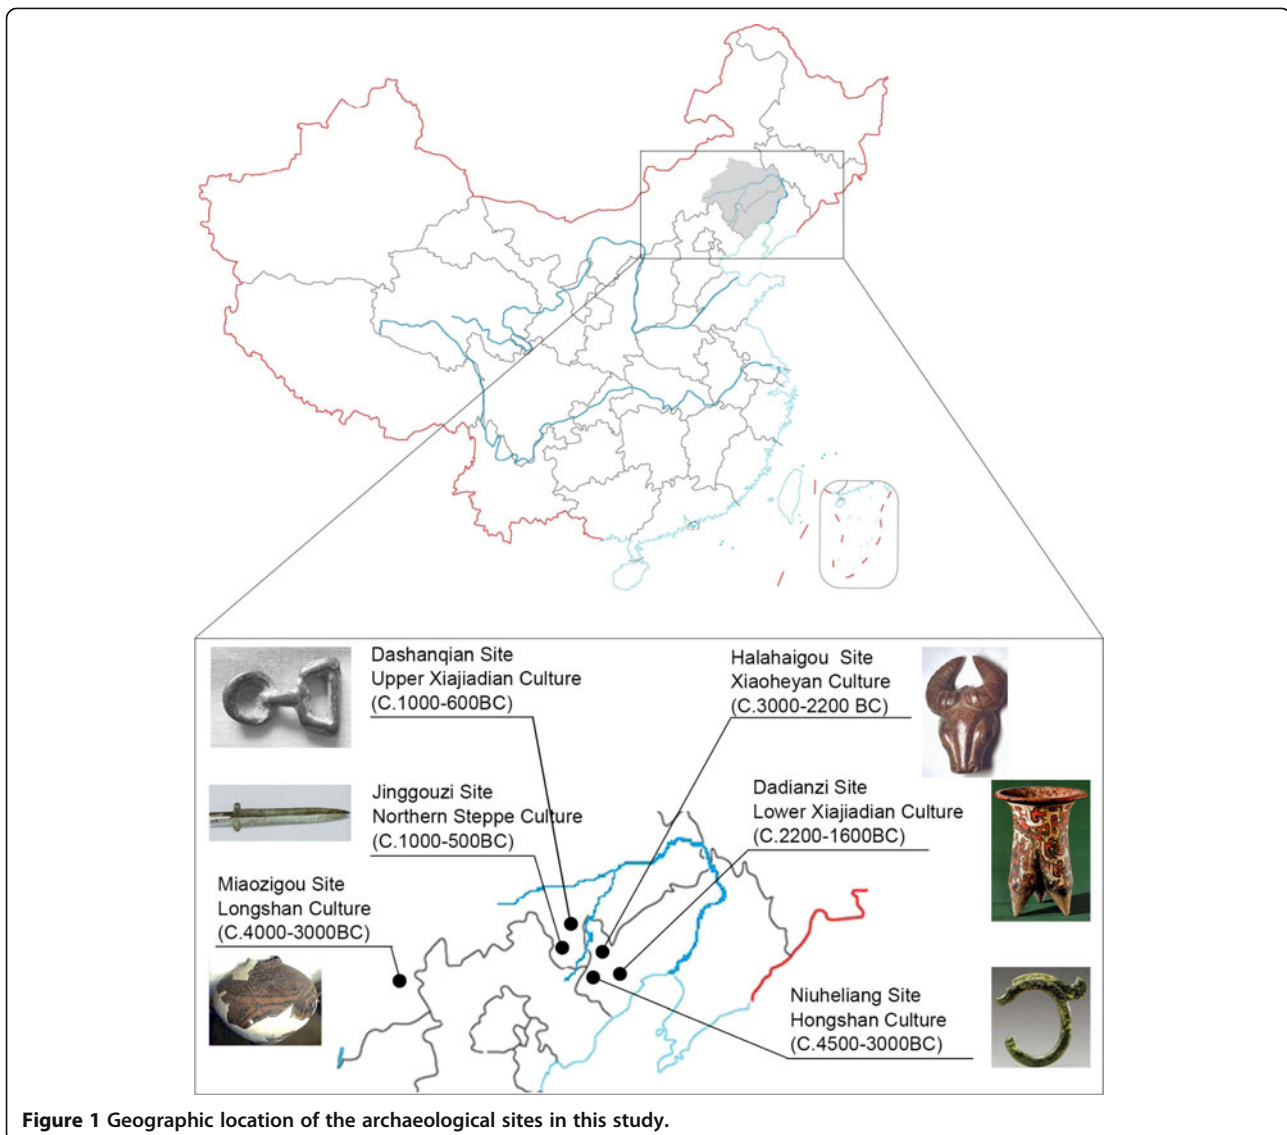 Dashanqian Site
Upper Xiajiadian Culture
(C.1000-600BC)
Halahaigou Site
Xiaoheyan Culture
(C.3000-2200 BC)
Jinggouzi Site
Northern Steppe Culture
(C.1000-500BC)
Dadianzi Site
Lower Xiajiadian Culture
(C.2200-1600BC)
Miaozigou Site
Longshan Culture
(C.4000-3000BC)
Niuheliang Site
Hongshan Culture
(C.4500-3000BC)
Figure 1 Geographic location of the archaeological sites in this study.